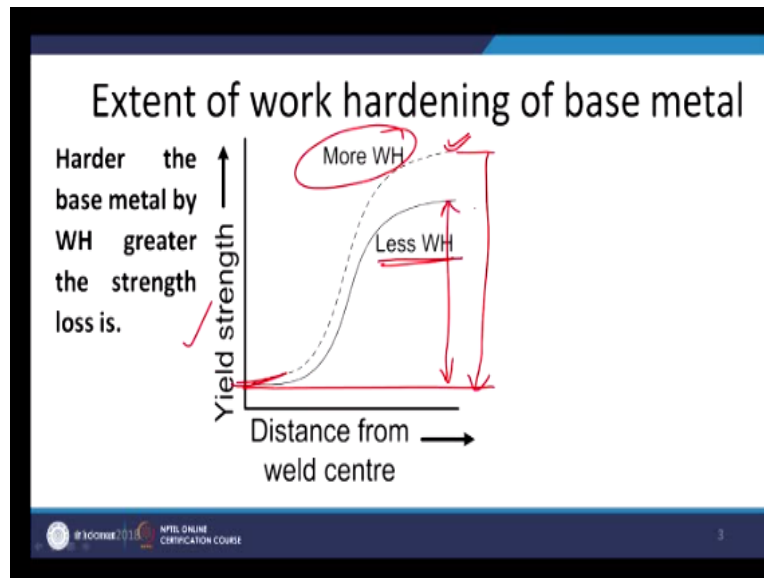 Extent of work hardening of base metal
Harder the
base metal by
WH greater
the strength
loss is.
Yield strength
More WH
Less WH
Distance from
weld centre
2018
NPTEL ONLINE
CERTIFICATION COURSE
3